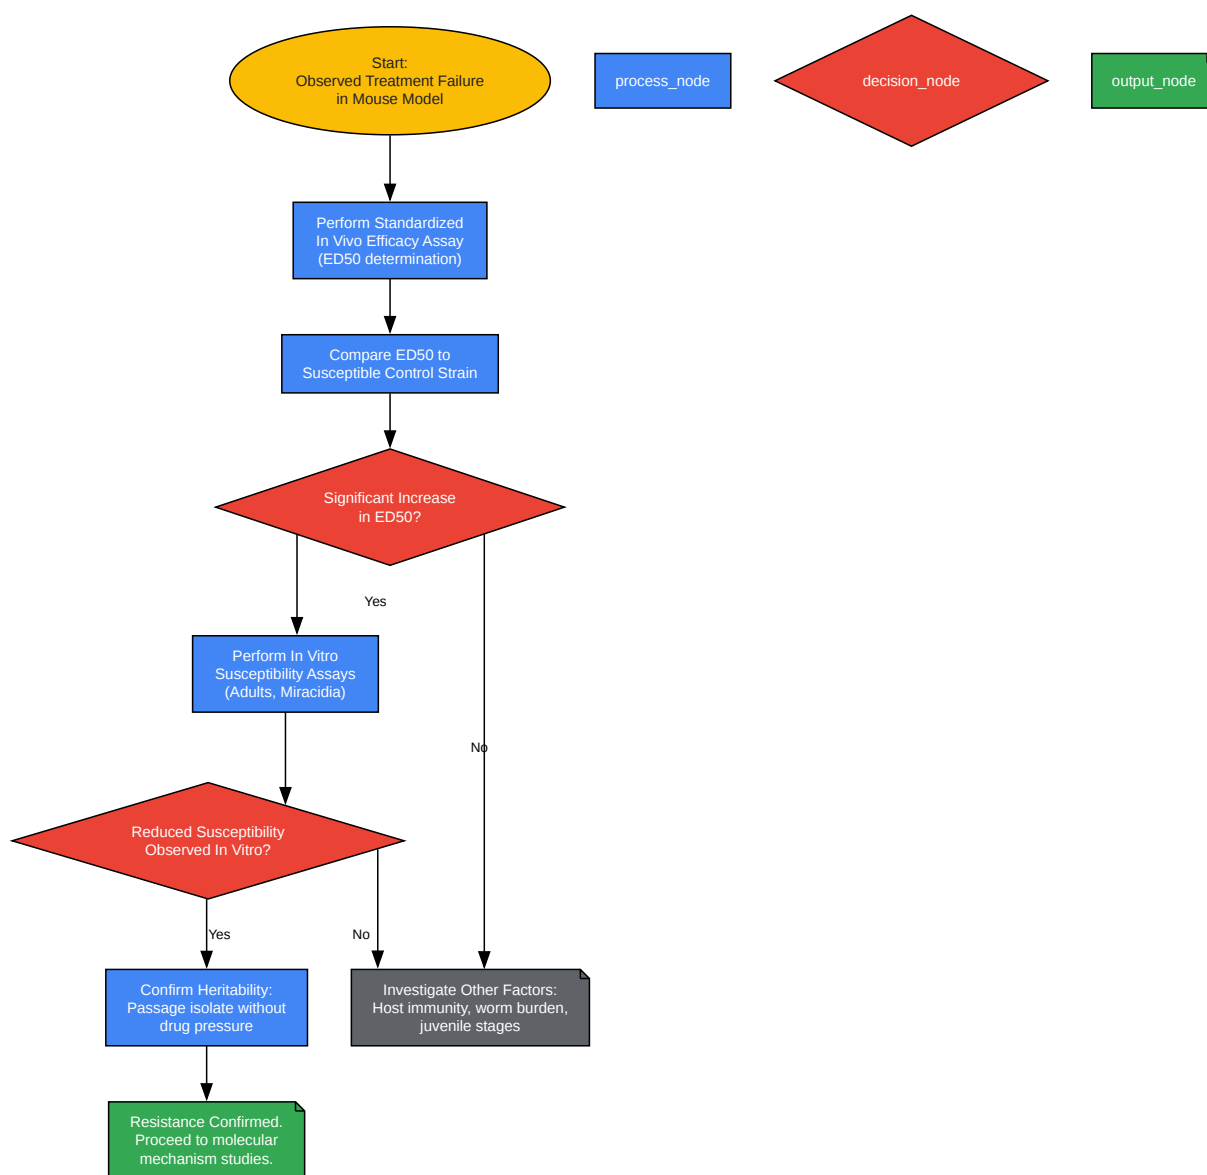 Start:
Observed Treatment Failure
in Mouse Model
process_node
decision_node
output_node
Perform Standardized
In Vivo Efficacy Assay
(ED50 determination)
Compare ED50 to
Susceptible Control Strain
Significant Increase
in ED50?
Yes
Perform In Vitro
Susceptibility Assays
(Adults, Miracidia)
No
Reduced Susceptibility
Observed In Vitro?
Yes
No
Confirm Heritability:
Passage isolate without
drug pressure
Investigate Other Factors:
Host immunity, worm burden,
juvenile stages
Resistance Confirmed.
Proceed to molecular
mechanism studies.